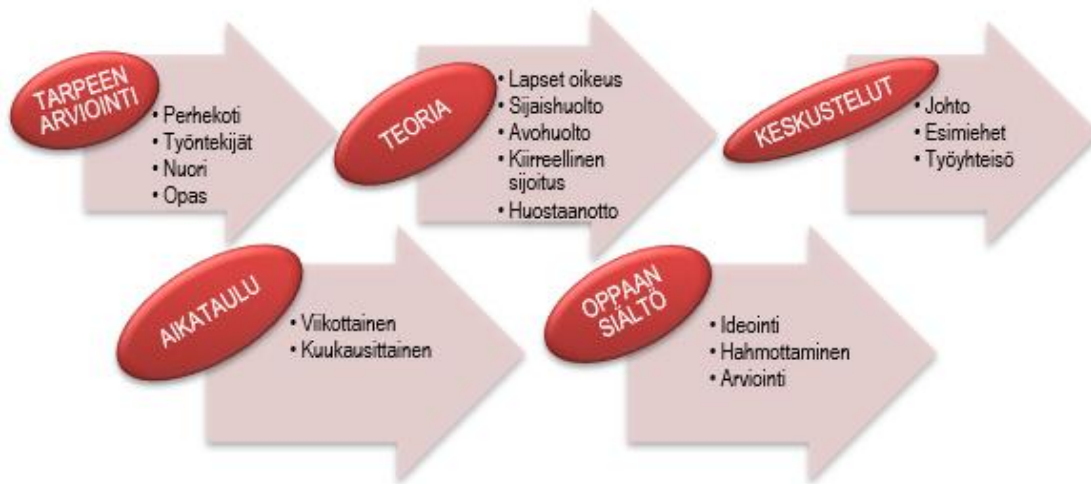 TARPEEN
ARVIOINTI
• Perhekoti
• Työntekijät
• Nuori
• Opas
TEORIA
• Lapset oikeus
• Sijaishuolto
• Avohuolto
• Kiirreellinen
sijoitus
• Huostaanotto
KESKUSTELUT
• Johto
• Esimiehet
• Työyhteisö
AIKATAULU
• Viikottainen
• Kuukausittainen
OPPAAN
SIÄLTÖ
• Ideointi
• Hahmottaminen
• Arviointi